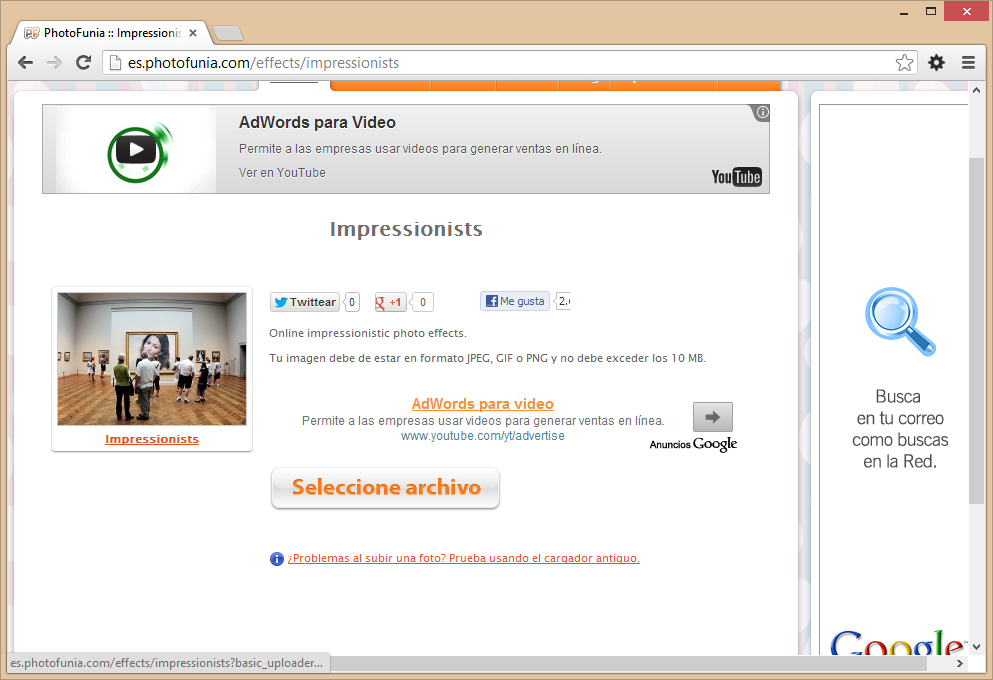 PhotoFunia :: Impressionis
es.photofunia.com/effects/impressionists
AdWords para Video
Permite a las empresas usar videos para generar ventas en línea.
Ver en YouTube
YouTube
Impressionists
Twittear 0
g +1 0
Me gusta 2.
Online impressionistic photo effects.
Tu imagen debe de estar en formato JPEG, GIF o PNG y no debe exceder los 10 MB.
Impressionists
AdWords para video
Permite a las empresas usar videos para generar ventas en línea.
www.youtube.com/yt/advertise
Anuncios Google
Seleccione archivo
¿Problemas al subir una foto? Prueba usando el cargador antiguo.
Busca
en tu correo
como buscas
en la Red.
Google
es.photofunia.com/effects/impressionists?basic_uploader...